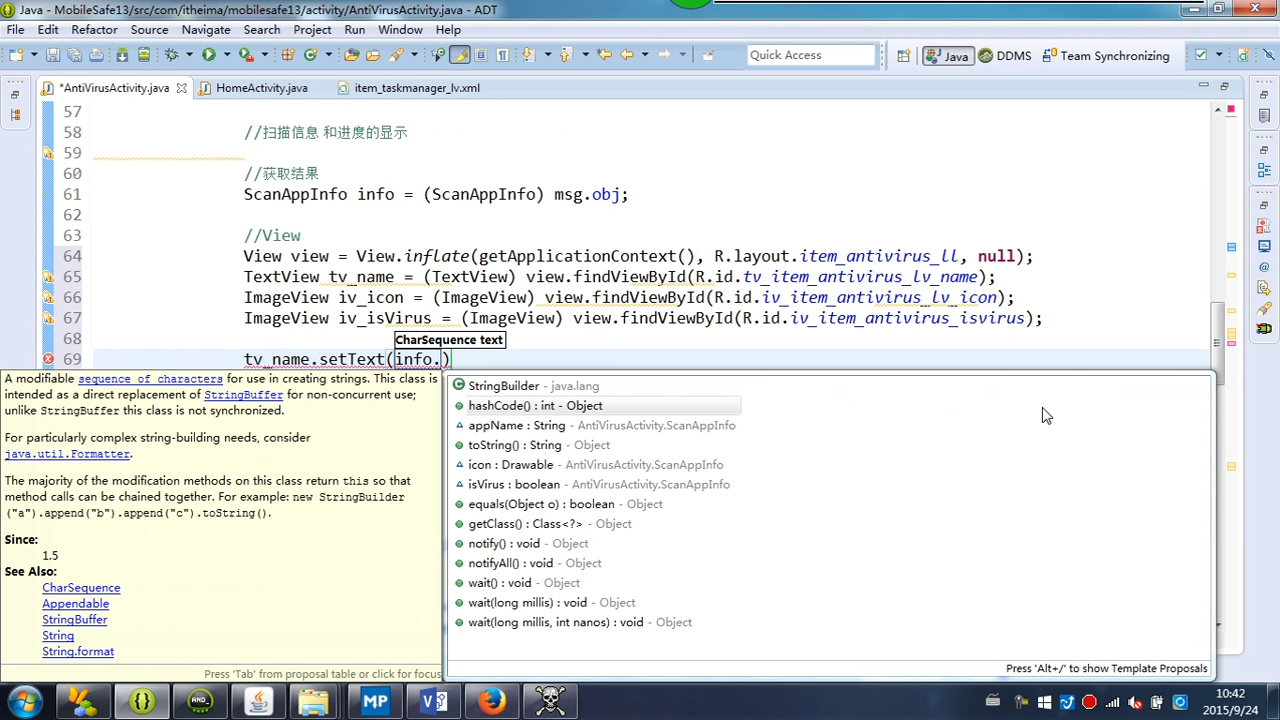 Java - MobileSafe13/src/com/itheima/mobilesafe13/activity/AntiVirusActivity.java - ADT
File Edit Refactoring Source Navigate Search Project Run Window Help
Quick Access Java DDMS Team Synchronizing
*AntiVirusActivity.java HomeActivity.java item_taskmanager_lv.xml
57
58 //扫描信息 和进度的显示
59
60 //获取结果
61 ScanAppInfo info = (ScanAppInfo) msg.obj;
62
63 //View
64 View view = View.inflate(getApplicationContext(), R.layout.item_antivirus_ll, null);
65 TextView tv_name = (TextView) view.findViewById(R.id.tv_item_antivirus_lv_name);
66 ImageView iv_icon = (ImageView) view.findViewById(R.id.iv_item_antivirus_lv_icon);
67 ImageView iv_isVirus = (ImageView) view.findViewById(R.id.iv_item_antivirus_isvirus);
68
CharSequence text
69 tv_name.setText(info.)
A modifiable sequence of characters for use in creating strings. This class is
intended as a direct replacement of StringBuffer for non-concurrent use;
unlike StringBuffer this class is not synchronized.
For particularly complex string-building needs, consider
java.util.Formatter.
The majority of the modification methods on this class return this so that
method calls can be chained together. For example: new StringBuilder
("a").append("b").append("c").toString().
Since:
1.5
See Also:
CharSequence
Appendable
StringBuffer
String
String.format
Press 'Tab' from proposal table or click for focus
StringBuilder - java.lang
hashCode() : int - Object
appName : String - AntiVirusActivity.ScanAppInfo
toString() : String - Object
icon : Drawable - AntiVirusActivity.ScanAppInfo
isVirus : boolean - AntiVirusActivity.ScanAppInfo
equals(Object o) : boolean - Object
getClass() : Class<?> - Object
notify() : void - Object
notifyAll() : void - Object
wait() : void - Object
wait(long millis) : void - Object
wait(long millis, int nanos) : void - Object
Press 'Alt+/' to show Template Proposals
10:42
2015/9/24